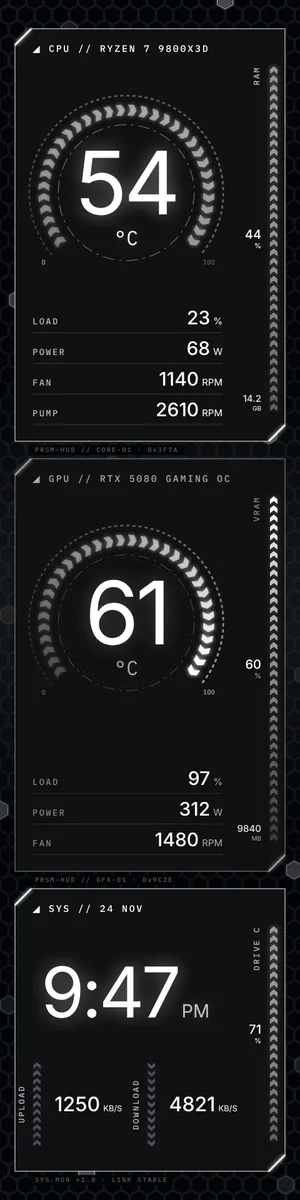 CPU // RYZEN 7 9800X3D
RAM
54
°C
0
100
44
%
LOAD 23 %
POWER 68 W
FAN 1140 RPM
14.2
GB
PUMP 2610 RPM
PRSM-HUD // CORE-01 · 0x3F7A
GPU // RTX 5080 GAMING OC
VRAM
61
°C
0
100
60
%
LOAD 97 %
POWER 312 W
FAN 1480 RPM
9840
MB
PRSM-HUD // GFX-01 · 0x9C2E
SYS // 24 NOV
DRIVE C
9:47 PM
71
%
UPLOAD
1250 KB/S
DOWNLOAD
4821 KB/S
SYS.MON v1.0 · LINK STABLE